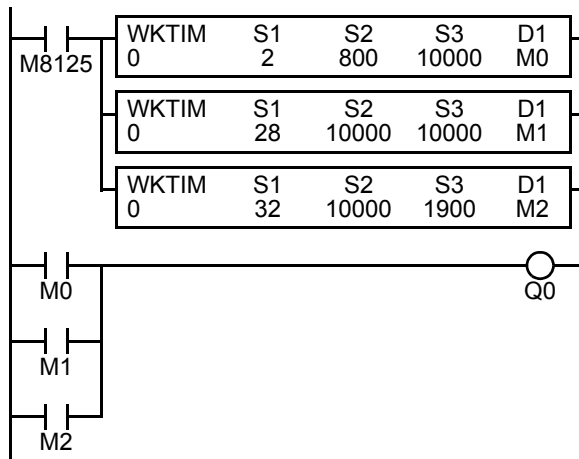 WKTIM S1 S2 S3 D1
0 2 800 10000 M0
M8125
WKTIM S1 S2 S3 D1
0 28 10000 10000 M1
WKTIM S1 S2 S3 D1
0 32 10000 1900 M2
M0 Q0
M1
M2